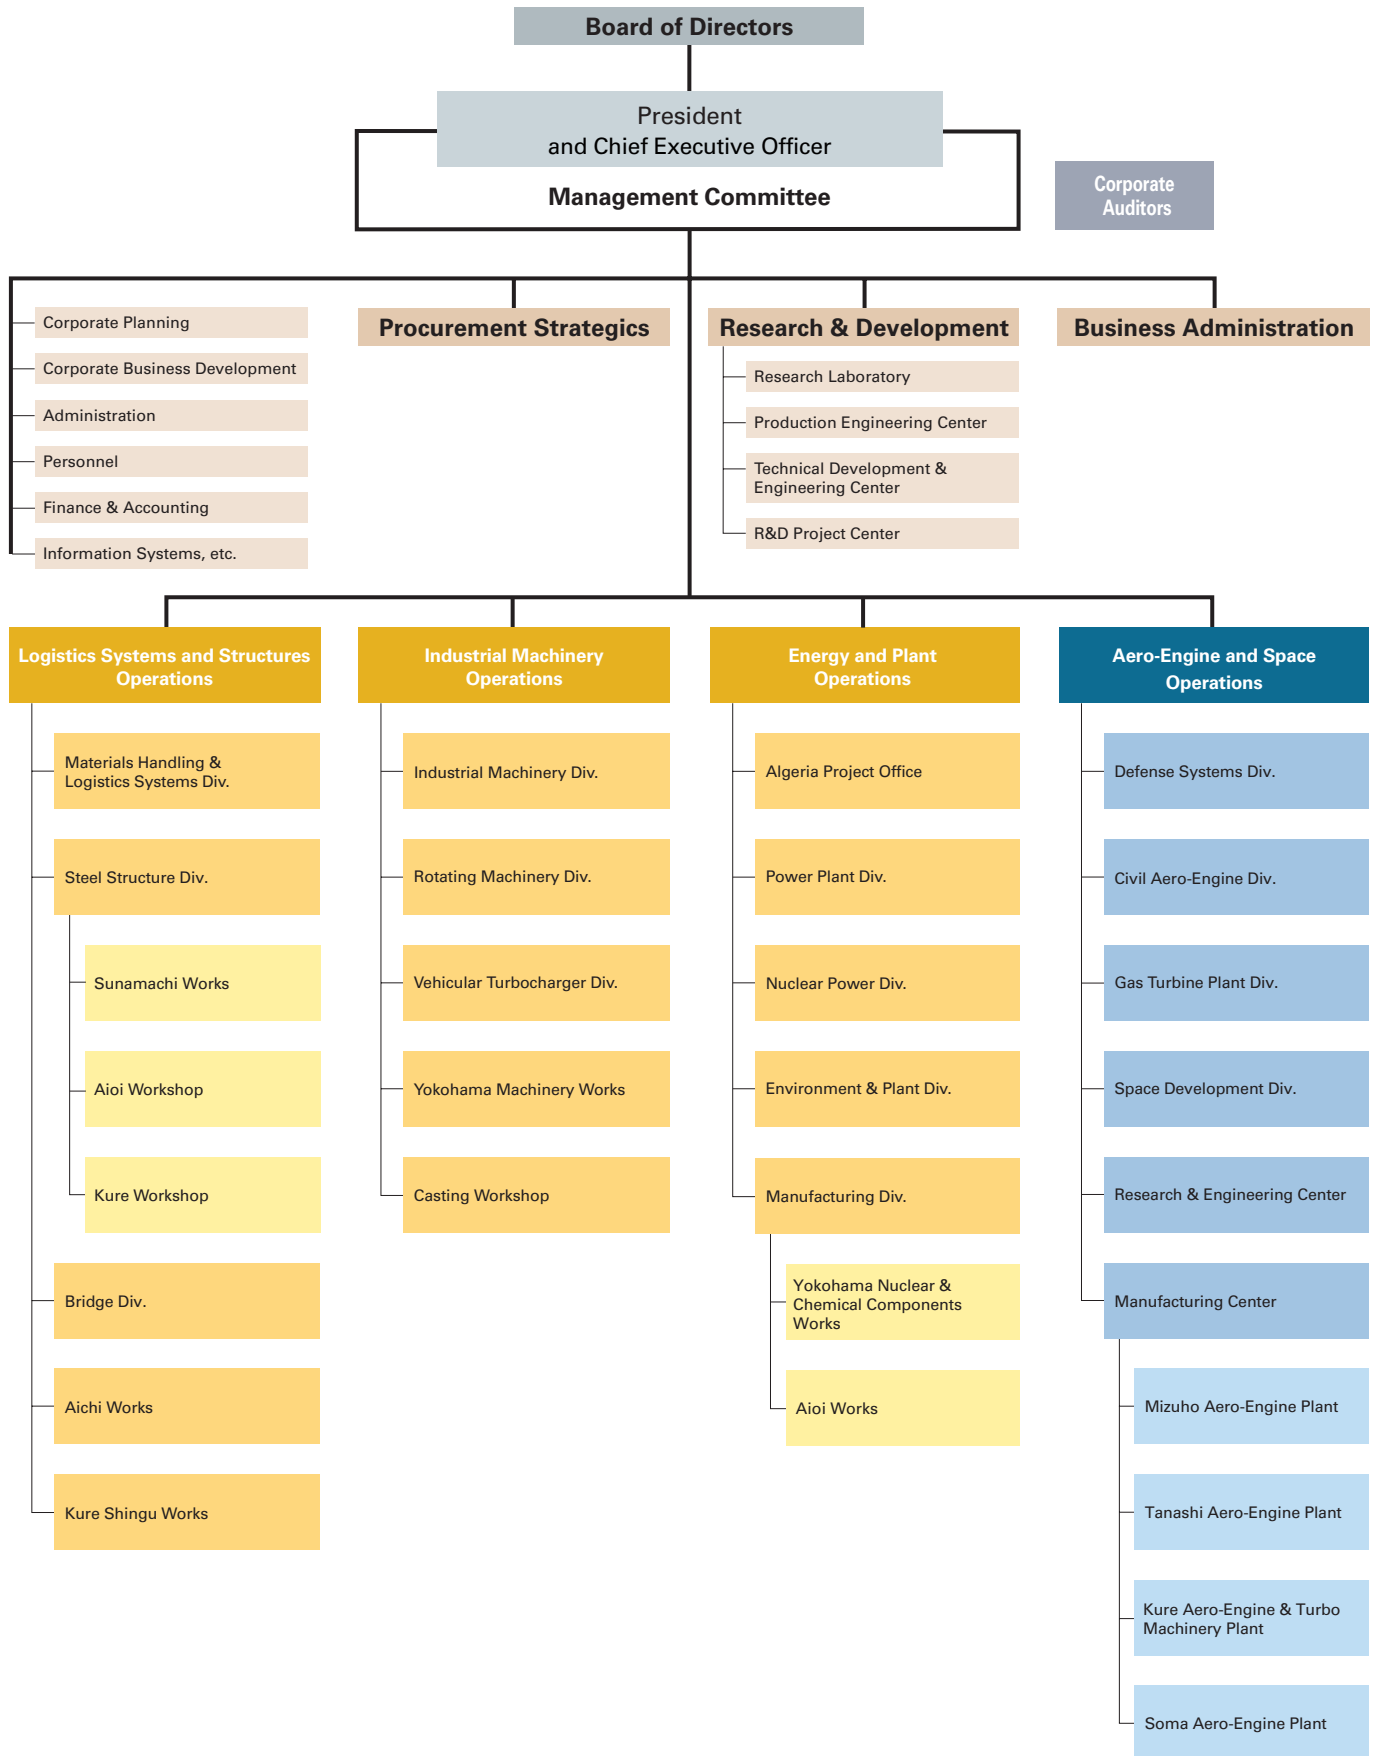 Board of Directors
President
and Chief Executive Officer
Management Committee
Corporate
Auditors
Corporate Planning
Corporate Business Development
Administration
Personnel
Finance & Accounting
Information Systems, etc.
Procurement Strategics
Research & Development
Research Laboratory
Production Engineering Center
Technical Development &
Engineering Center
R&D Project Center
Business Administration
Logistics Systems and Structures
Operations
Materials Handling &
Logistics Systems Div.
Steel Structure Div.
Sunamachi Works
Aioi Workshop
Kure Workshop
Bridge Div.
Aichi Works
Kure Shingu Works
Industrial Machinery
Operations
Industrial Machinery Div.
Rotating Machinery Div.
Vehicular Turbocharger Div.
Yokohama Machinery Works
Casting Workshop
Energy and Plant
Operations
Algeria Project Office
Power Plant Div.
Nuclear Power Div.
Environment & Plant Div.
Manufacturing Div.
Yokohama Nuclear &
Chemical Components
Works
Aioi Works
Aero-Engine and Space
Operations
Defense Systems Div.
Civil Aero-Engine Div.
Gas Turbine Plant Div.
Space Development Div.
Research & Engineering Center
Manufacturing Center
Mizuho Aero-Engine Plant
Tanashi Aero-Engine Plant
Kure Aero-Engine & Turbo
Machinery Plant
Soma Aero-Engine Plant